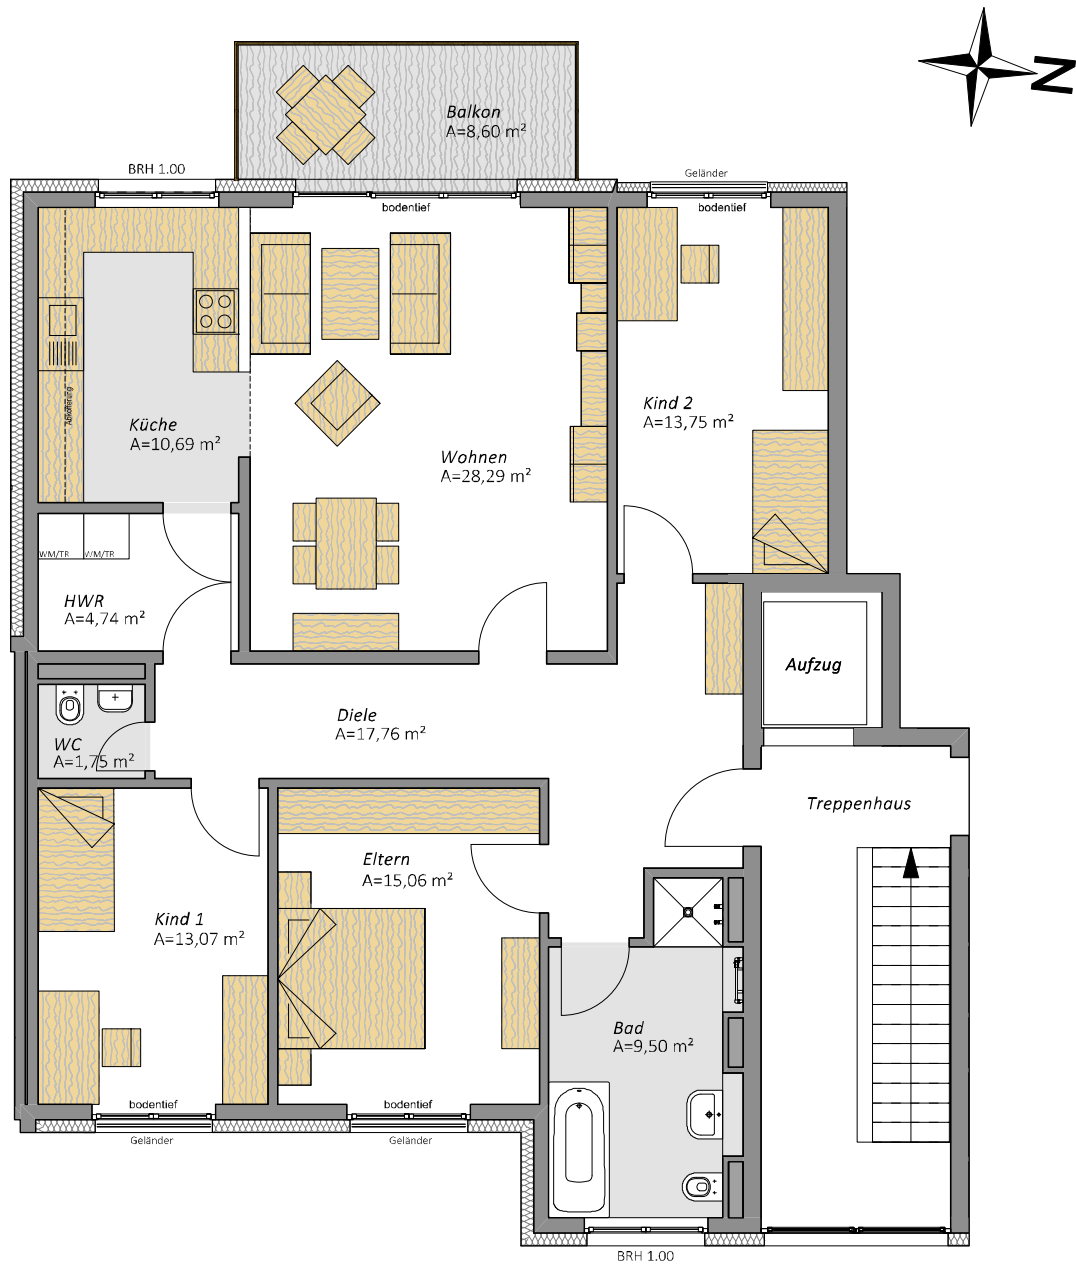 N
Balkon
A=8,60 m²
BRH 1.00
Geländer
bodentief
bodentief
Abkofferung
Küche
A=10,69 m²
Wohnen
A=28,29 m²
Kind 2
A=13,75 m²
WM/TR
WM/TR
HWR
A=4,74 m²
Aufzug
Diele
A=17,76 m²
WC
A=1,75 m²
Treppenhaus
Eltern
A=15,06 m²
Kind 1
A=13,07 m²
Bad
A=9,50 m²
bodentief
bodentief
Geländer
Geländer
BRH 1.00